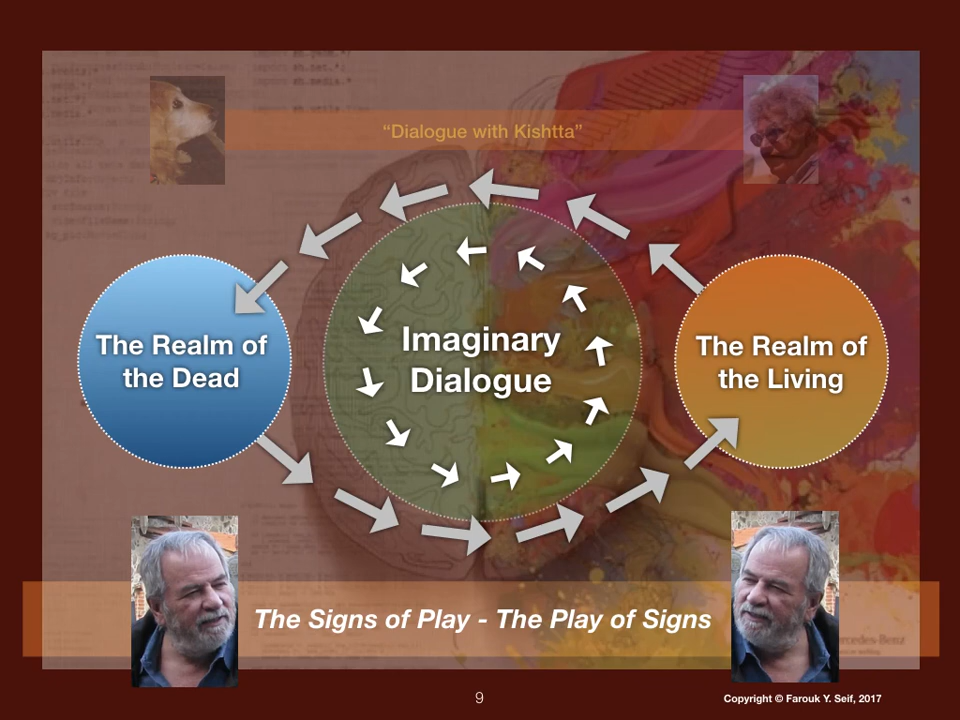 “Dialogue with Kishtta”
The Realm of
the Dead
Imaginary
Dialogue
The Realm of
the Living
The Signs of Play - The Play of Signs
9
Copyright © Farouk Y. Seif, 2017